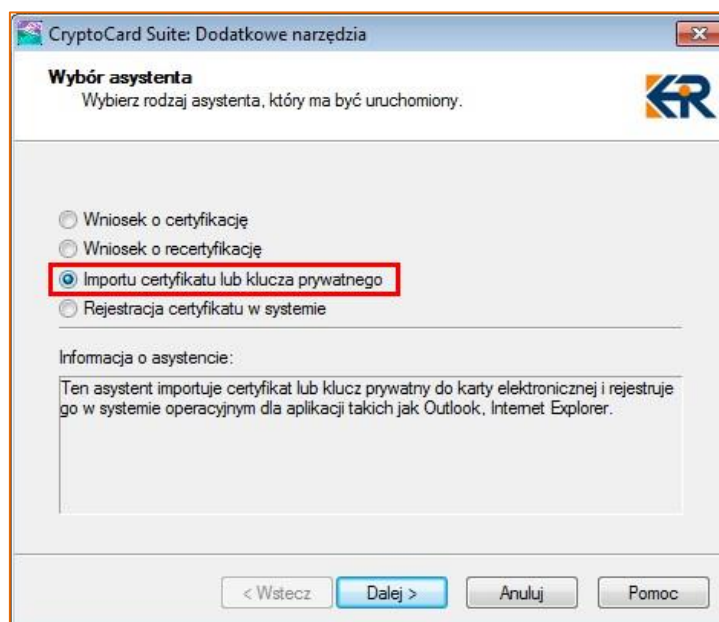 CryptoCard Suite: Dodatkowe narzędzia
Wybór asystenta
Wybierz rodzaj asystenta, który ma być uruchomiony.
KIR
Wniosek o certyfikację
Wniosek o recertyfikację
Importu certyfikatu lub klucza prywatnego
Rejestracja certyfikatu w systemie
Informacja o asystencie:
Ten asystent importuje certyfikat lub klucz prywatny do karty elektronicznej i rejestruje
go w systemie operacyjnym dla aplikacji takich jak Outlook, Internet Explorer.
< Wstecz
Dalej >
Anuluj
Pomoc